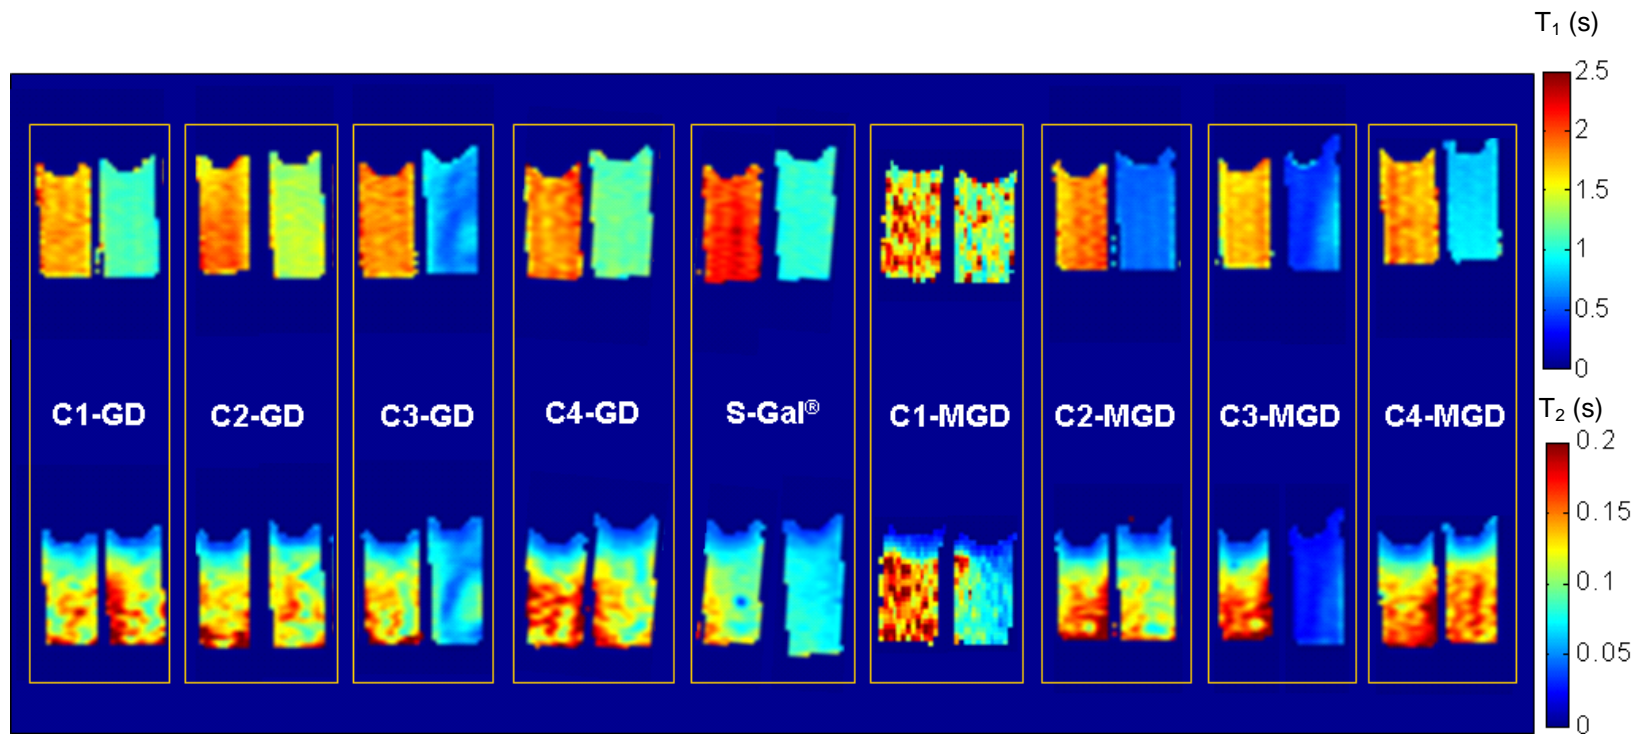 T₁ (s)
2.5
2
1.5
1
0.5
0
C1-GD
C2-GD
C3-GD
C4-GD
S-Gal®
C1-MGD
C2-MGD
C3-MGD
C4-MGD
T₂ (s)
0.2
0.15
0.1
0.05
0